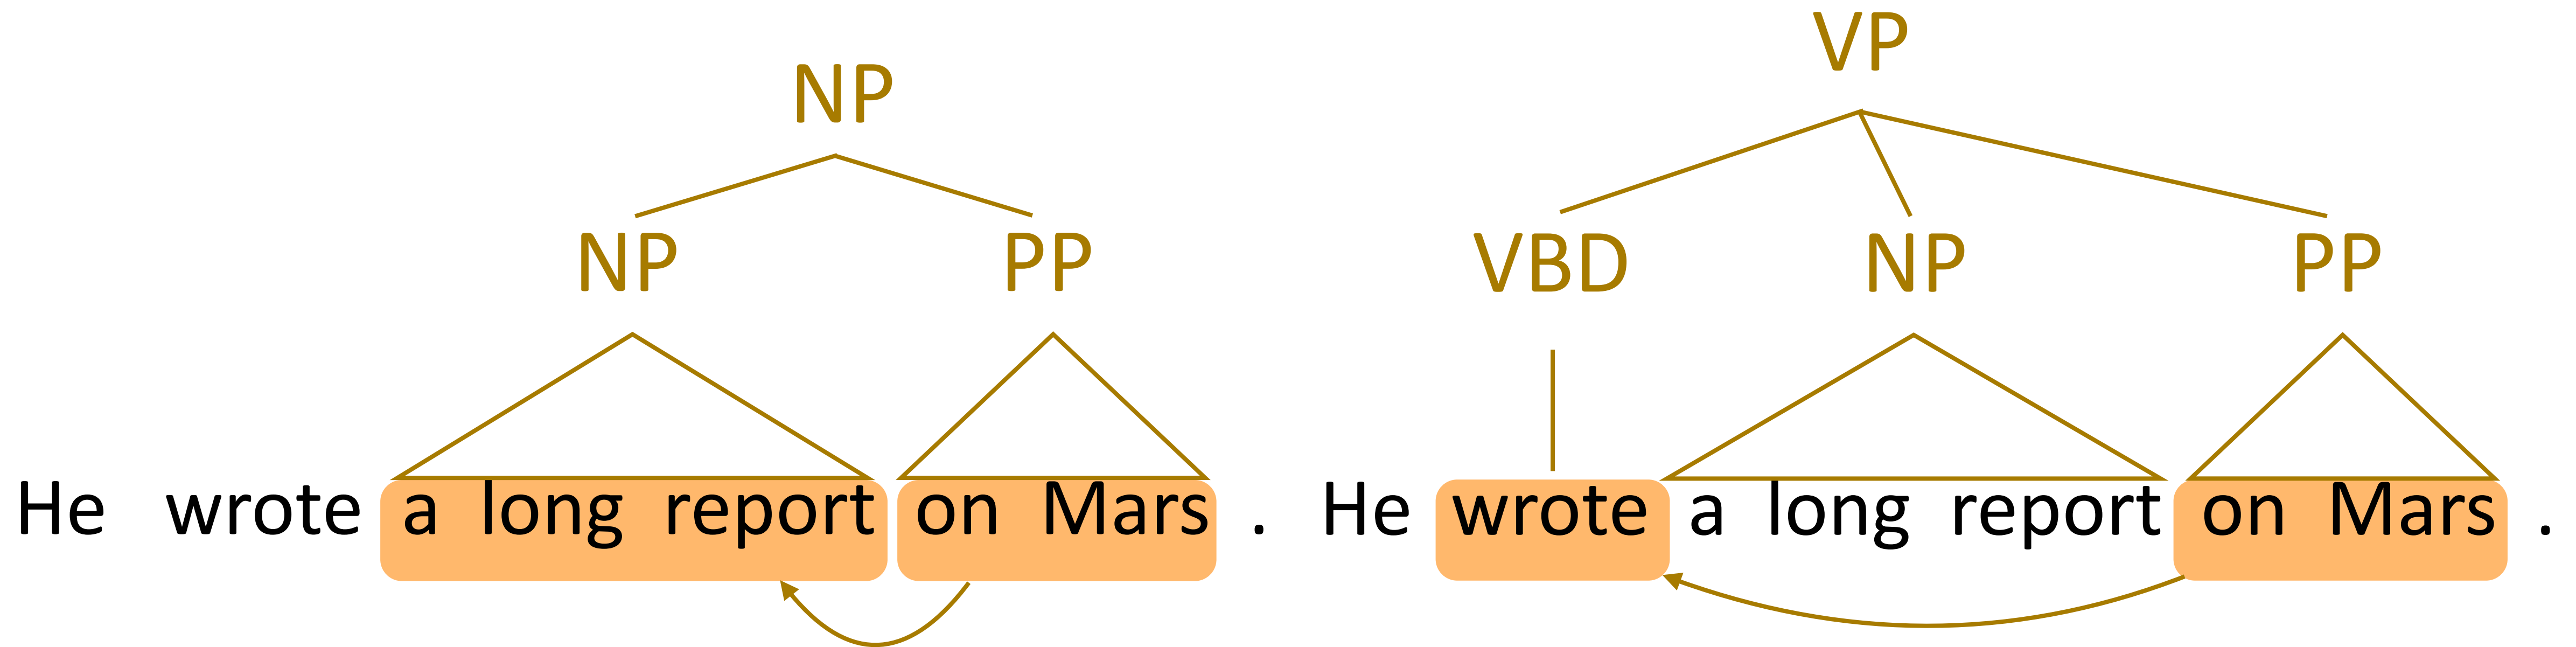 VP
NP
NP PP VBD NP PP
He wrote a long report on Mars . He wrote a long report on Mars .